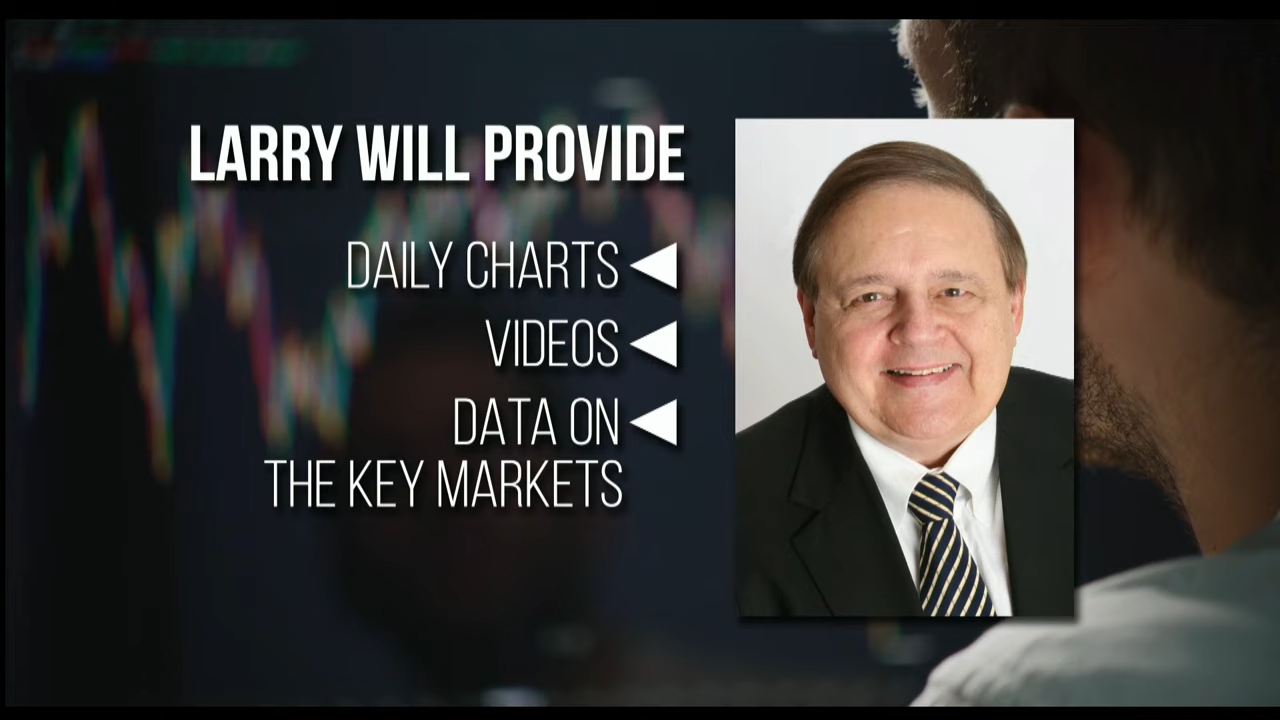 LARRY WILL PROVIDE
DAILY CHARTS
VIDEOS
DATA ON
THE KEY MARKETS